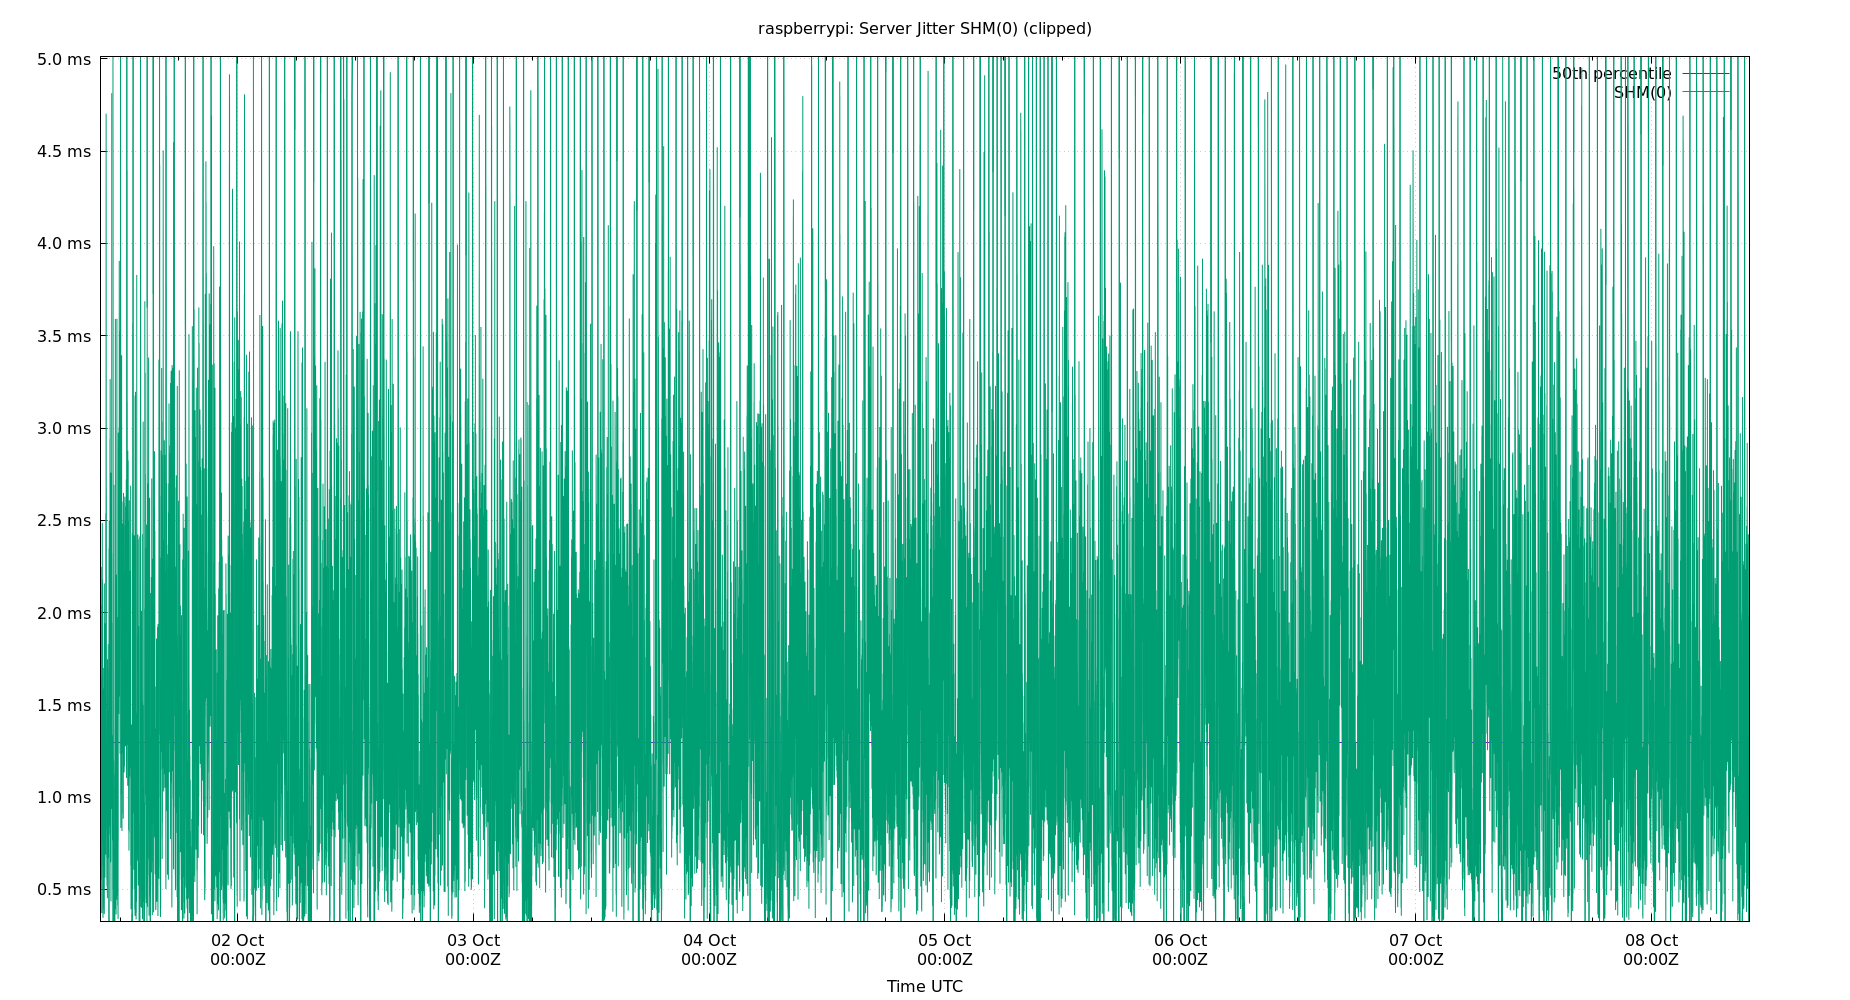 raspberrypi: Server Jitter SHM(0) (clipped)
5.0 ms
50th percentile
SHM(0)
4.5 ms
4.0 ms
3.5 ms
3.0 ms
2.5 ms
2.0 ms
1.5 ms
1.0 ms
0.5 ms
02 Oct 03 Oct 04 Oct 05 Oct 06 Oct 07 Oct 08 Oct
00:00Z 00:00Z 00:00Z 00:00Z 00:00Z 00:00Z 00:00Z
Time UTC